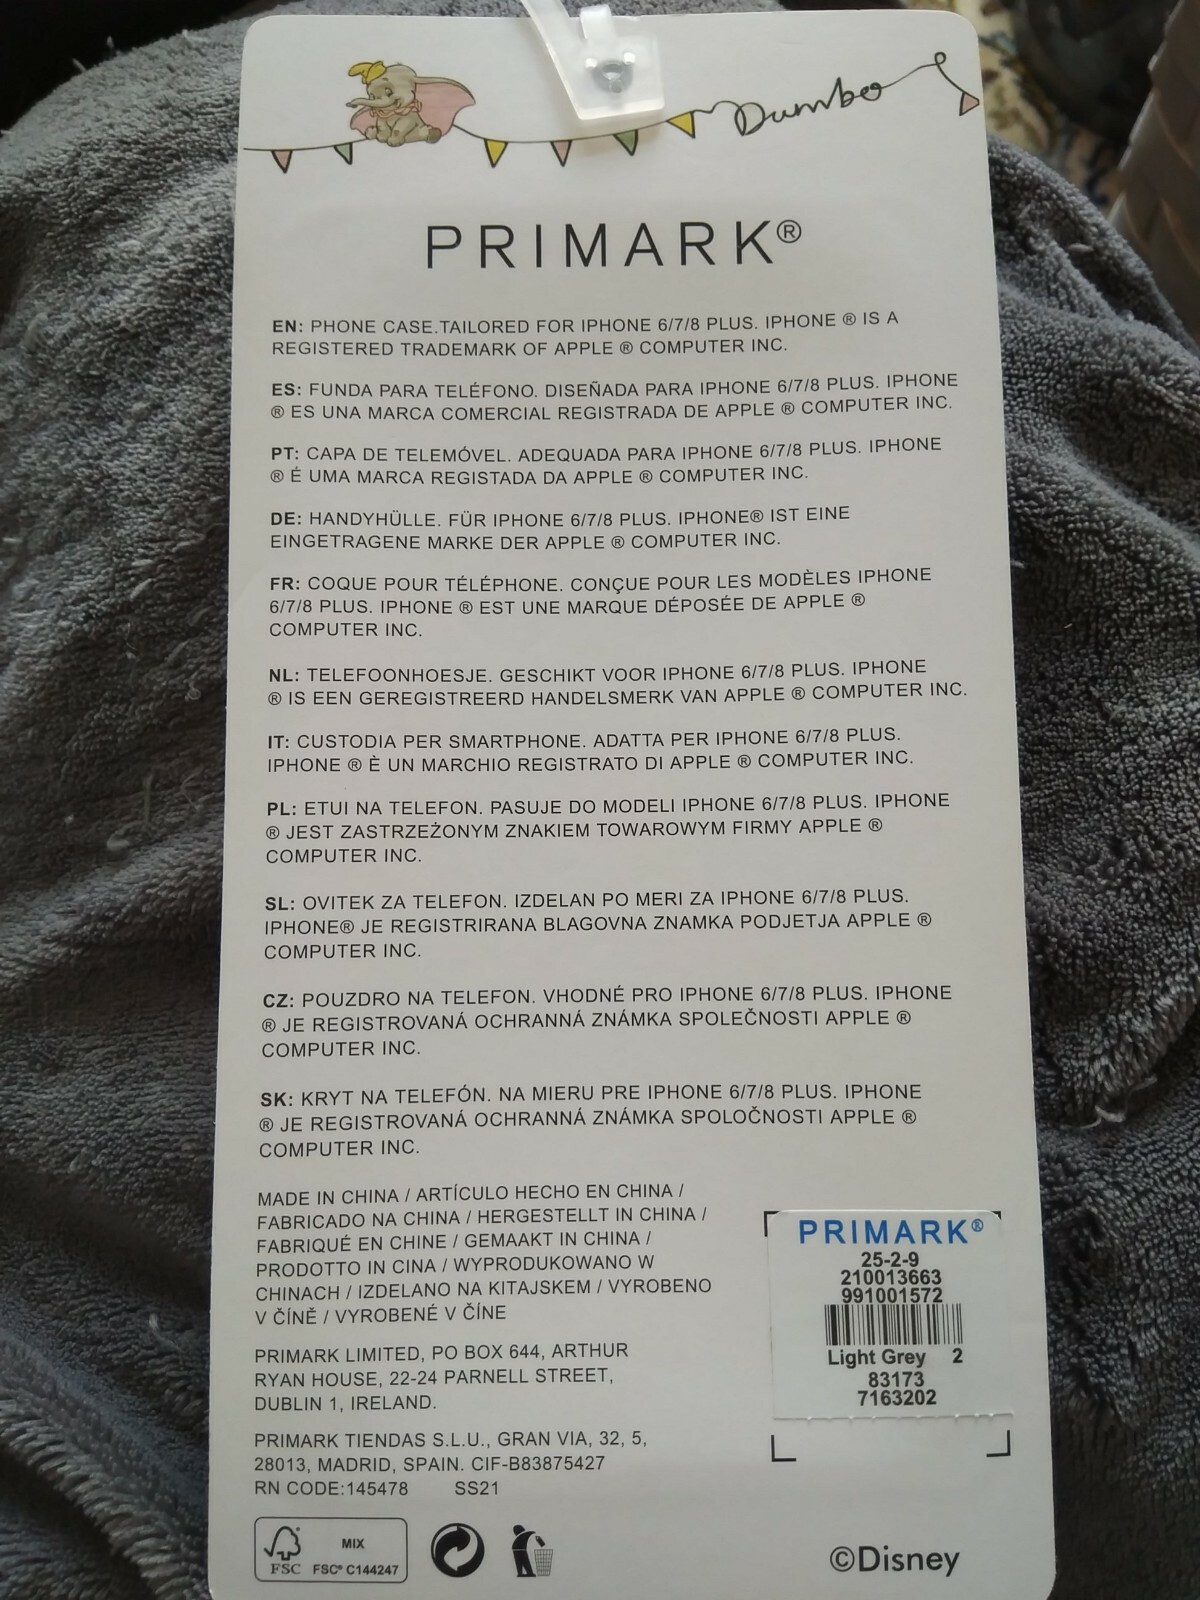 Dumbo
PRIMARK®
EN: PHONE CASE.TAILORED FOR IPHONE 6/7/8 PLUS. IPHONE ® IS A
REGISTERED TRADEMARK OF APPLE ® COMPUTER INC.
ES: FUNDA PARA TELÉFONO. DISEÑADA PARA IPHONE 6/7/8 PLUS. IPHONE
® ES UNA MARCA COMERCIAL REGISTRADA DE APPLE ® COMPUTER INC.
PT: CAPA DE TELEMÓVEL. ADEQUADA PARA IPHONE 6/7/8 PLUS. IPHONE
® É UMA MARCA REGISTADA DA APPLE ® COMPUTER INC.
DE: HANDYHÜLLE. FÜR IPHONE 6/7/8 PLUS. IPHONE® IST EINE
EINGETRAGENE MARKE DER APPLE ® COMPUTER INC.
FR: COQUE POUR TÉLÉPHONE. CONÇUE POUR LES MODÈLES IPHONE
6/7/8 PLUS. IPHONE ® EST UNE MARQUE DÉPOSÉE DE APPLE ®
COMPUTER INC.
NL: TELEFOONHOESJE. GESCHIKT VOOR IPHONE 6/7/8 PLUS. IPHONE
® IS EEN GEREGISTREERD HANDELSMERK VAN APPLE ® COMPUTER INC.
IT: CUSTODIA PER SMARTPHONE. ADATTA PER IPHONE 6/7/8 PLUS.
IPHONE ® È UN MARCHIO REGISTRATO DI APPLE ® COMPUTER INC.
PL: ETUI NA TELEFON. PASUJE DO MODELI IPHONE 6/7/8 PLUS. IPHONE
® JEST ZASTRZEŻONYM ZNAKIEM TOWAROWYM FIRMY APPLE ®
COMPUTER INC.
SL: OVITEK ZA TELEFON. IZDELAN PO MERI ZA IPHONE 6/7/8 PLUS.
IPHONE® JE REGISTRIRANA BLAGOVNA ZNAMKA PODJETJA APPLE ®
COMPUTER INC.
CZ: POUZDRO NA TELEFON. VHODNÉ PRO IPHONE 6/7/8 PLUS. IPHONE
® JE REGISTROVANÁ OCHRANNÁ ZNÁMKA SPOLEČNOSTI APPLE ®
COMPUTER INC.
SK: KRYT NA TELEFÓN. NA MIERU PRE IPHONE 6/7/8 PLUS. IPHONE
® JE REGISTROVANÁ OCHRANNÁ ZNÁMKA SPOLOČNOSTI APPLE ®
COMPUTER INC.
MADE IN CHINA / ARTÍCULO HECHO EN CHINA /
FABRICADO NA CHINA / HERGESTELLT IN CHINA /
FABRIQUÉ EN CHINE / GEMAAKT IN CHINA /
PRODOTTO IN CINA / WYPRODUKOWANO W
CHINACH / IZDELANO NA KITAJSKEM / VYROBENO
V ČÍNĚ / VYROBENÉ V ČÍNE
PRIMARK LIMITED, PO BOX 644, ARTHUR
RYAN HOUSE, 22-24 PARNELL STREET,
DUBLIN 1, IRELAND.
PRIMARK TIENDAS S.L.U., GRAN VIA, 32, 5,
28013, MADRID, SPAIN. CIF-B83875427
RN CODE:145478 SS21
PRIMARK®
25-2-9
210013663
991001572
Light Grey 2
83173
7163202
FSC
MIX
FSC® C144247
©Disney